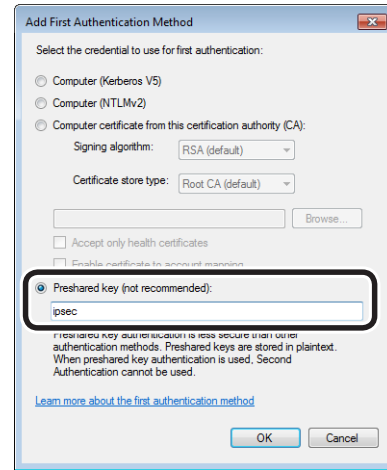 Add First Authentication Method
Select the credential to use for first authentication:
Computer (Kerberos V5)
Computer (NTLMv2)
Computer certificate from this certification authority (CA):
Signing algorithm: RSA (default)
Certificate store type: Root CA (default)
Browse...
Accept only health certificates
Enable certificate to account mapping
Preshared key (not recommended):
ipsec
Preshared key authentication is less secure than other
authentication methods. Preshared keys are stored in plaintext.
When preshared key authentication is used, Second
Authentication cannot be used.
Learn more about the first authentication method
OK Cancel